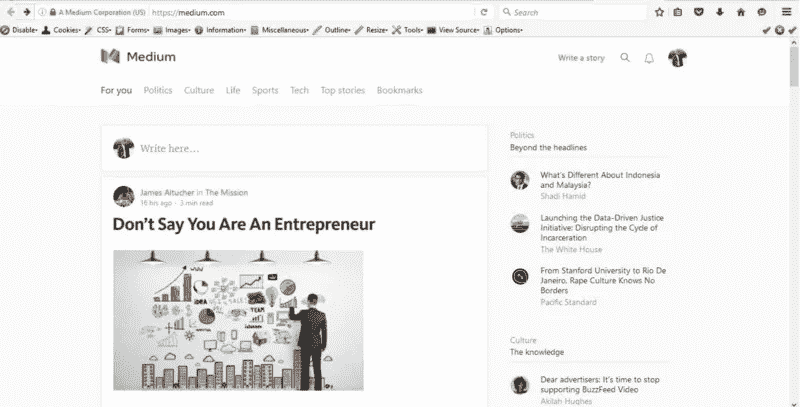 A Medium Corporation (US) https://medium.com Search
Disable Cookies CSS Forms Images Information Miscellaneous Outline Resize Tools View Source Options
Medium
Write a story
For you Politics Culture Life Sports Tech Top stories Bookmarks
Write here...
James Altucher in The Mission
16 hrs ago · 3 min read
Don't Say You Are An Entrepreneur
WWW
IDEA
SALE
TEAM
Politics
Beyond the headlines
What's Different About Indonesia
and Malaysia?
Shadi Hamid
Launching the Data-Driven Justice
Initiative: Disrupting the Cycle of
Incarceration
The White House
From Stanford University to Rio De
Janeiro, Rape Culture Knows No
Borders
Pacific Standard
Culture
The knowledge
Dear advertisers: It's time to stop
supporting BuzzFeed Video
Akilah Hughes